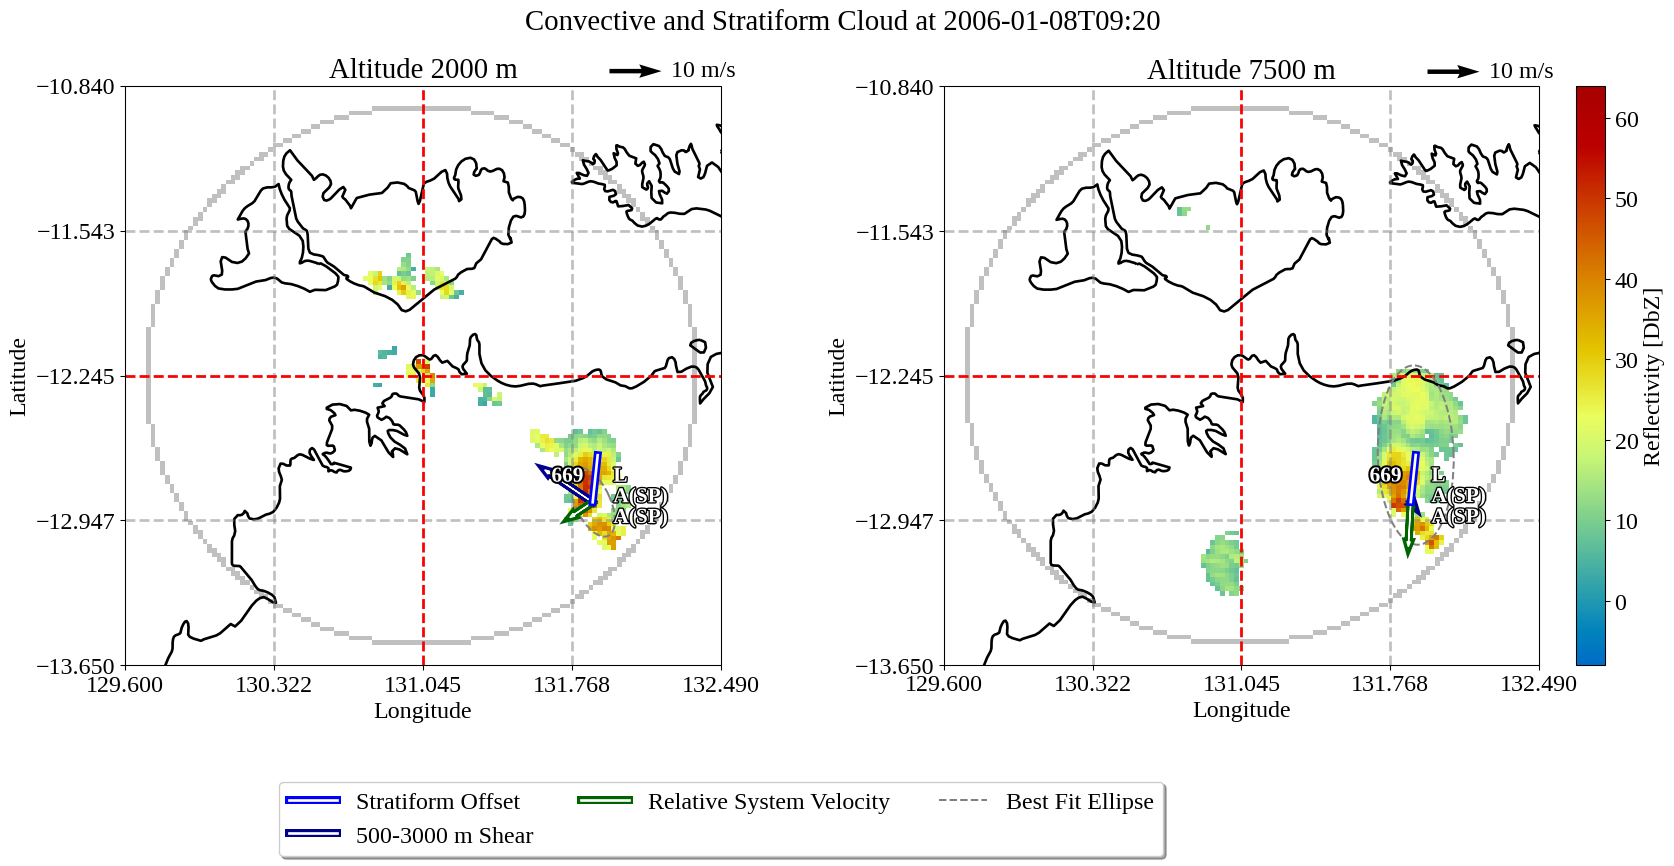 Convective and Stratiform Cloud at 2006-01-08T09:20
Altitude 2000 m
10 m/s
−10.840
−11.543
−12.245
−12.947
−13.650
129.600
130.322
131.045
131.768
132.490
Latitude
Longitude
669
L
A(SP)
A(SP)
Altitude 7500 m
10 m/s
−10.840
−11.543
−12.245
−12.947
−13.650
129.600
130.322
131.045
131.768
132.490
Latitude
Longitude
669
L
A(SP)
A(SP)
60
50
40
30
20
10
0
Reflectivity [DbZ]
Stratiform Offset
500-3000 m Shear
Relative System Velocity
Best Fit Ellipse